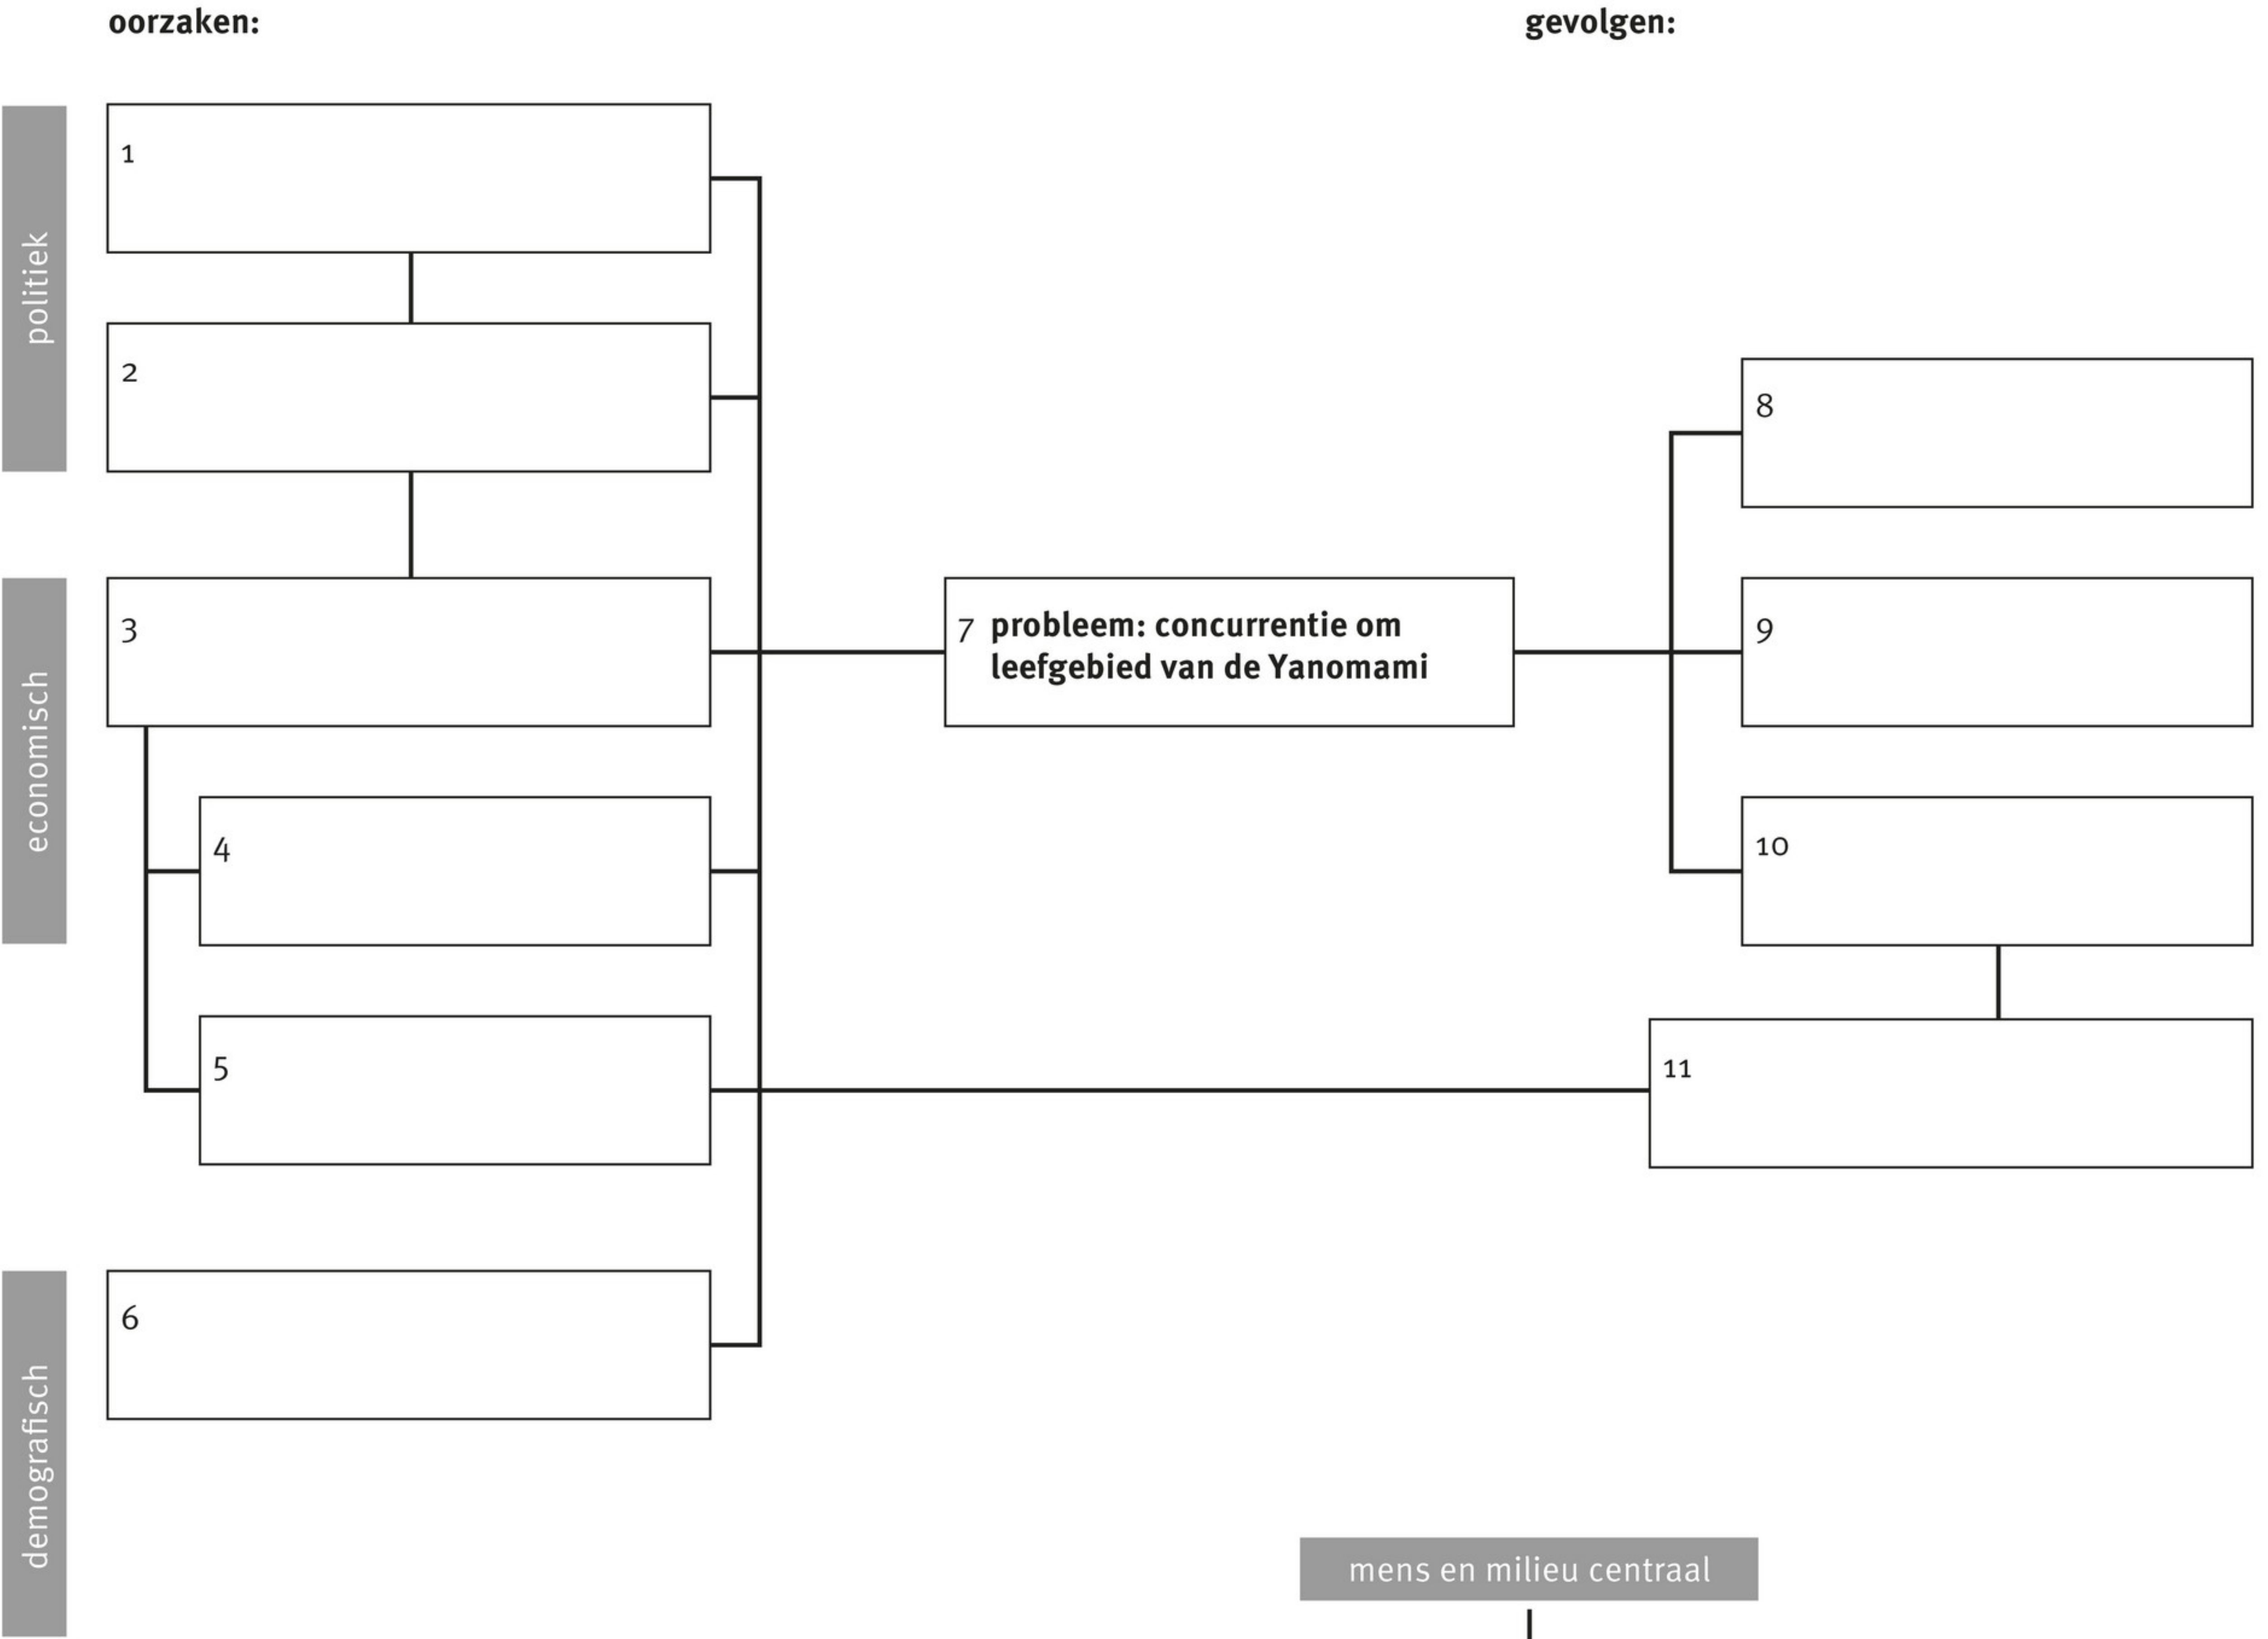 oorzaken:
gevolgen:
politiek
1
2
8
economisch
3
7 probleem: concurrentie om
leefgebied van de Yanomami
9
4
10
5
11
demografisch
6
mens en milieu centraal